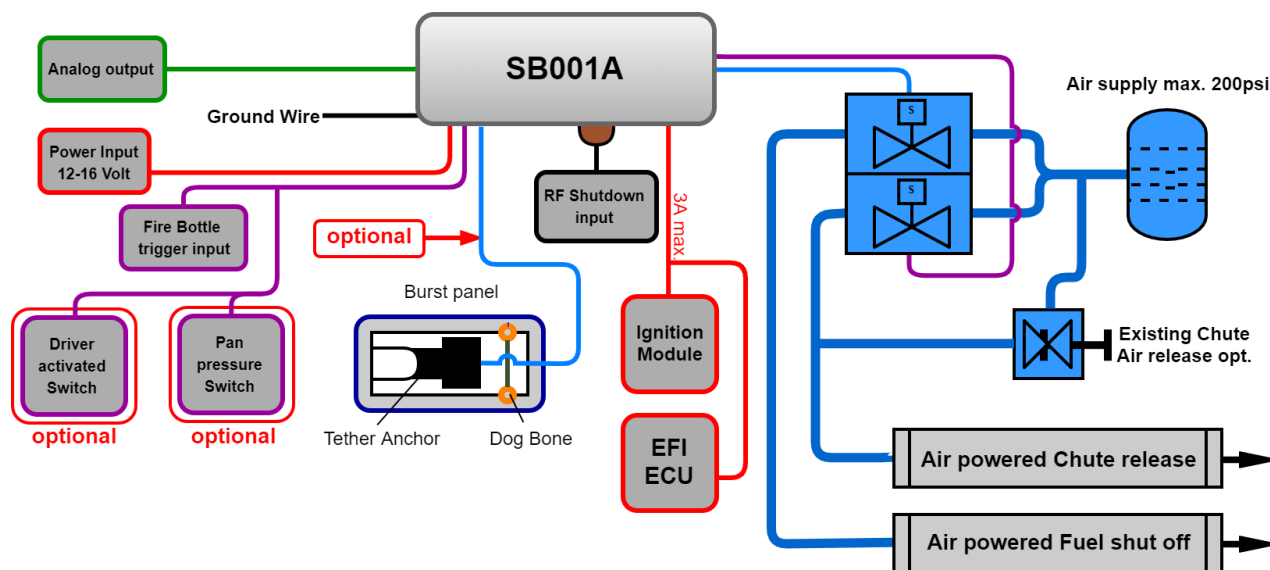 SB001A
Analog output
Ground Wire
Power Input
12-16 Volt
Fire Bottle
trigger input
RF Shutdown
input
optional
3A max.
Driver
activated
Switch
optional
Pan
pressure
Switch
optional
Burst panel
Tether Anchor
Dog Bone
Ignition
Module
EFI
ECU
S
S
Air supply max. 200psi
Existing Chute
Air release opt.
Air powered Chute release
Air powered Fuel shut off